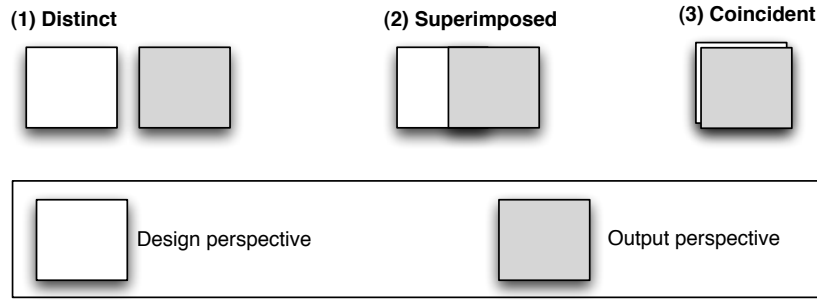 (1) Distinct
(2) Superimposed
(3) Coincident
Design perspective
Output perspective